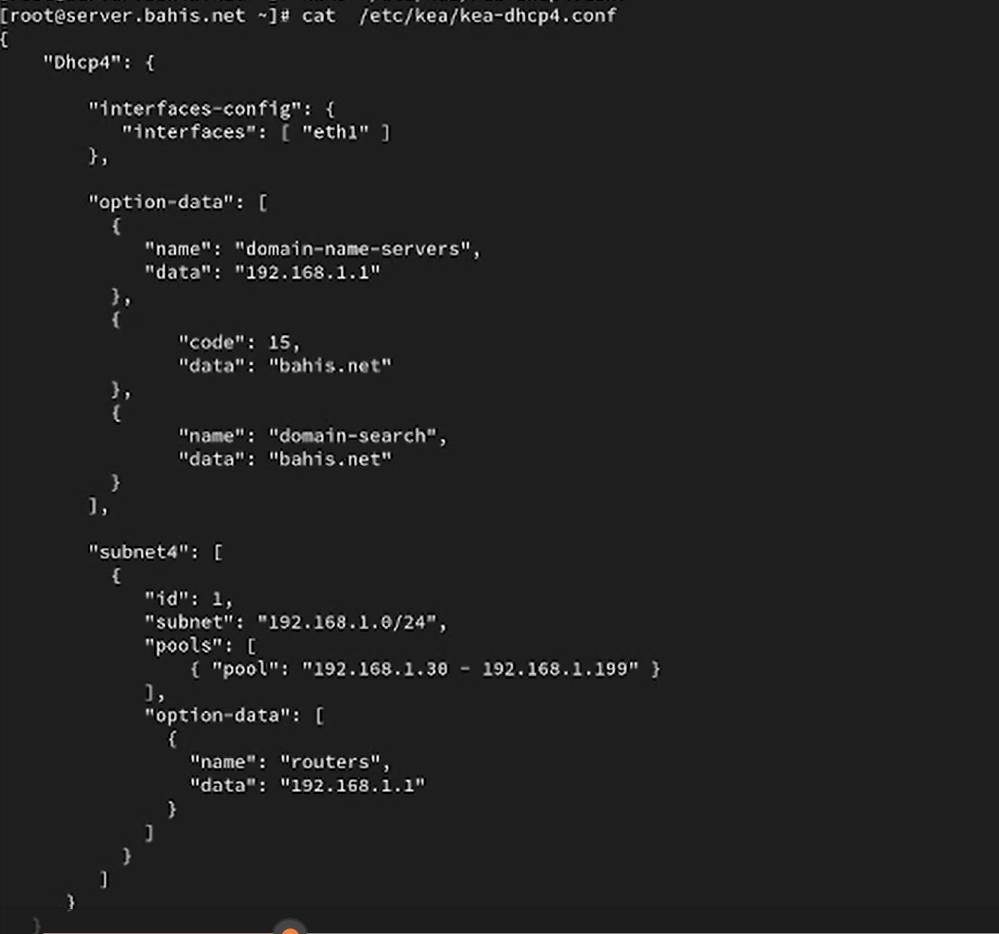 [root@server.bahis.net ~]# cat  /etc/kea/kea-dhcp4.conf
{
    "Dhcp4": {
        "interfaces-config": {
           "interfaces": [ "eth1" ]
        },
        "option-data": [
          {
             "name": "domain-name-servers",
             "data": "192.168.1.1"
          },
          {
                "code": 15,
                "data": "bahis.net"
          },
          {
                "name": "domain-search",
                "data": "bahis.net"
          }
        ],
        "subnet4": [
          {
             "id": 1,
             "subnet": "192.168.1.0/24",
             "pools": [
                 { "pool": "192.168.1.30 - 192.168.1.199" }
             ],
             "option-data": [
               {
                 "name": "routers",
                 "data": "192.168.1.1"
               }
             ]
           }
         ]
      }
   }